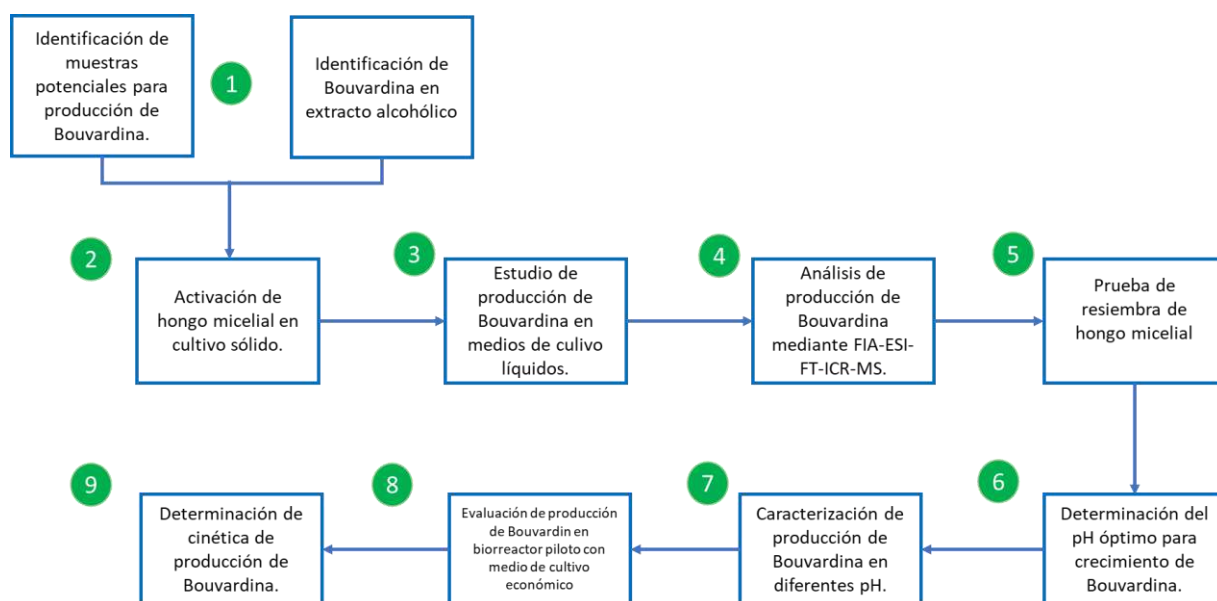 Identificación de
muestras
potenciales para
producción de
Bouvardina.
1
Identificación de
Bouvardina en
extracto alcohólico
2
Activación de
hongo micelial en
cultivo sólido.
3
Estudio de
producción de
Bouvardina en
medios de culivo
líquidos.
4
Análisis de
producción de
Bouvardina
mediante FIA-ESI-
FT-ICR-MS.
5
Prueba de
resiembra de
hongo micelial
6
Determinación del
pH óptimo para
crecimiento de
Bouvardina.
7
Caracterización de
producción de
Bouvardina en
diferentes pH.
8
Evaluación de producción
de Bouvardin en
biorreactor piloto con
medio de cultivo
económico
9
Determinación de
cinética de
producción de
Bouvardina.